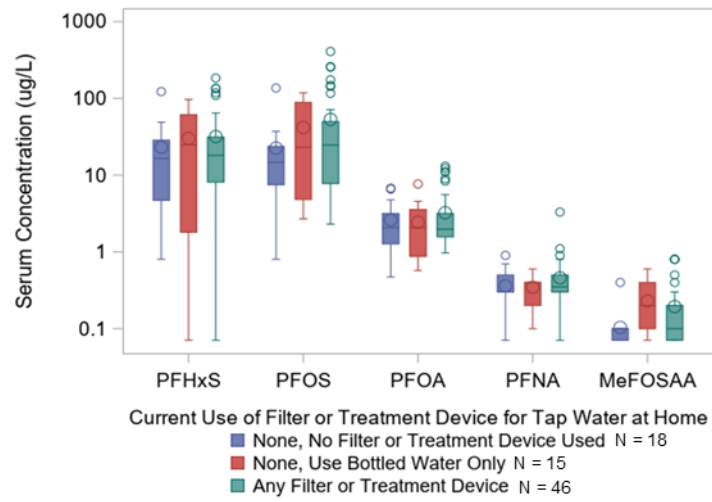 1000
100
10
1
0.1
Serum Concentration (ug/L)
PFHxS PFOS PFOA PFNA MeFOSAA
Current Use of Filter or Treatment Device for Tap Water at Home
None, No Filter or Treatment Device Used N = 18
None, Use Bottled Water Only N = 15
Any Filter or Treatment Device N = 46